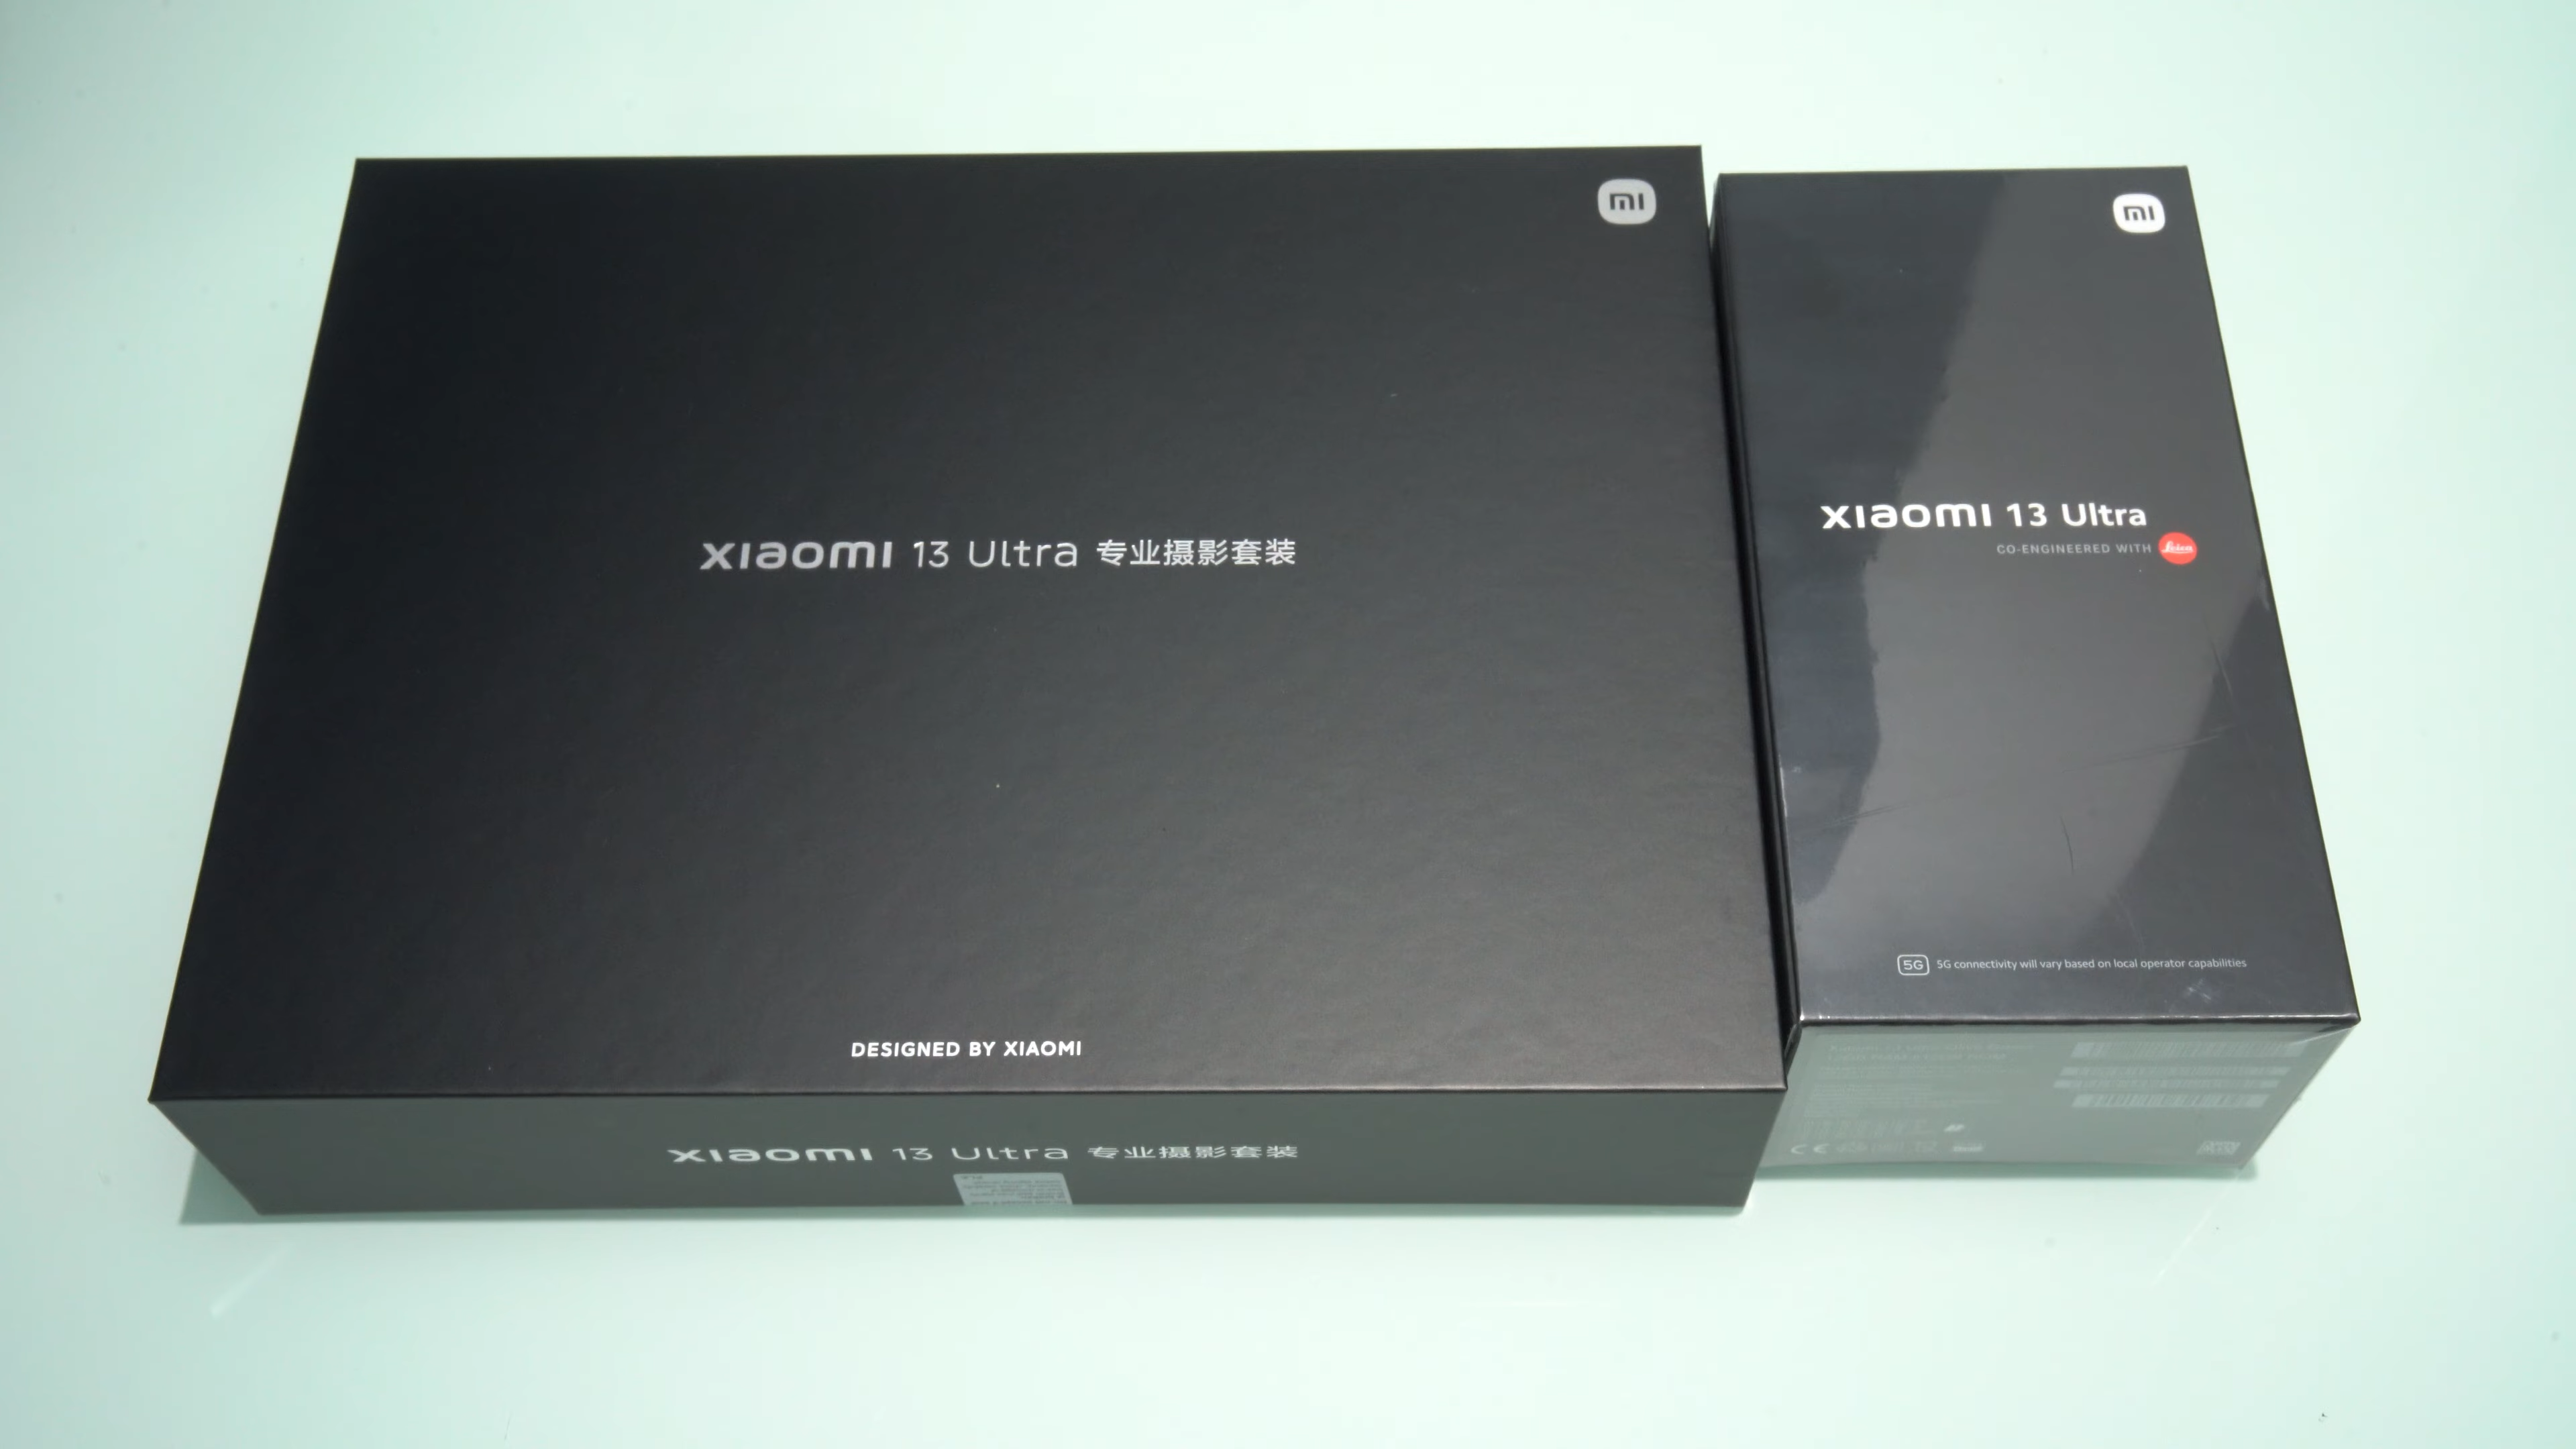 mi
xiaomi 13 Ultra 专业摄影套装
DESIGNED BY XIAOMI
xiaomi 13 Ultra 专业摄影套装
mi
xiaomi 13 Ultra
CO-ENGINEERED WITH Leica
5G 5G connectivity will vary based on local operator capabilities